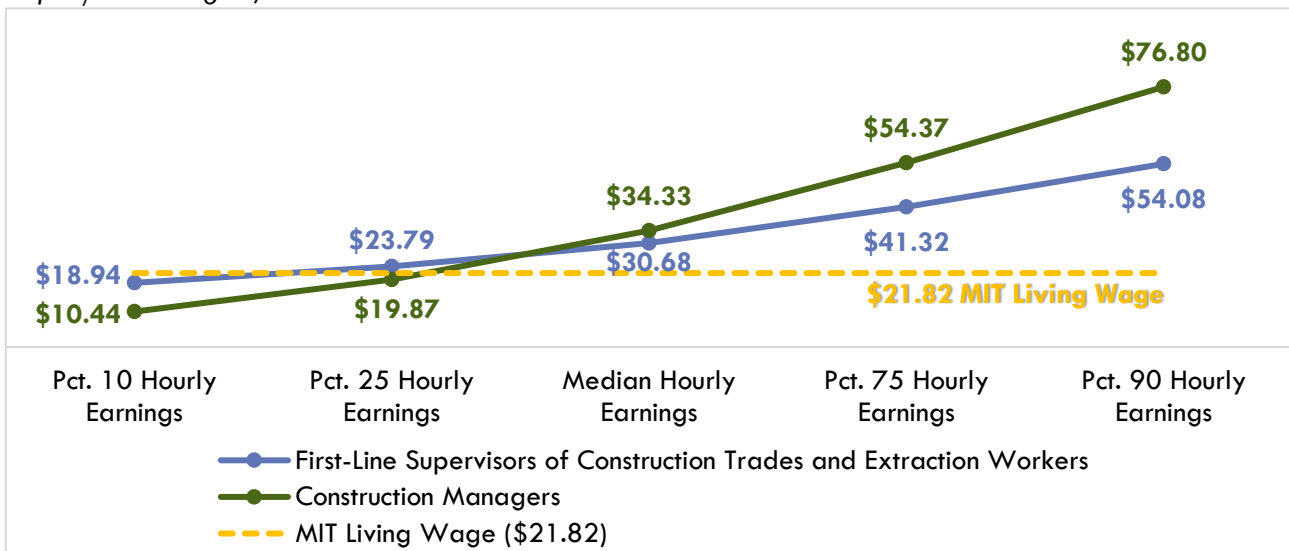 $76.80
$54.37
$34.33
$54.08
$23.79
$41.32
$30.68
$18.94
$21.82 MIT Living Wage
$10.44
$19.87
Pct. 10 Hourly Earnings
Pct. 25 Hourly Earnings
Median Hourly Earnings
Pct. 75 Hourly Earnings
Pct. 90 Hourly Earnings
First-Line Supervisors of Construction Trades and Extraction Workers
Construction Managers
MIT Living Wage ($21.82)